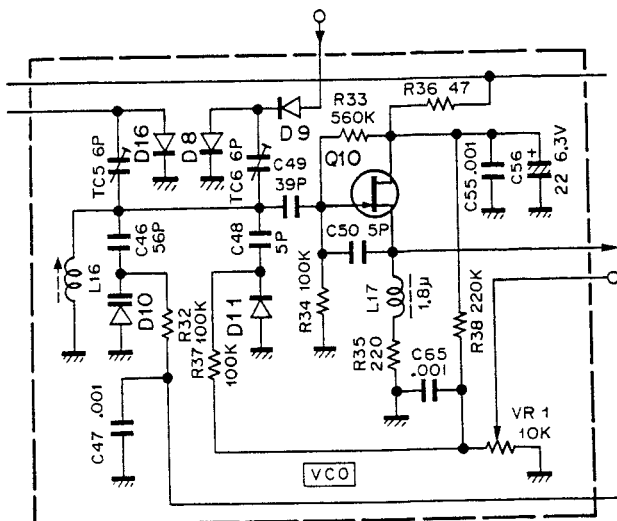 R36 47
R33
560K
D9
Q10
TC5 6P
D16
D8
TC6 6P
C49
39P
C55 .001
C56
+
22 6.3V
C46
56P
C48
5P
C50 5P
L16
D10
R32
100K
R37
100K
D11
R34 100K
L17
1.8μ
R38 220K
R35
220
C65
.001
C47 .001
VR 1
10K
VCO